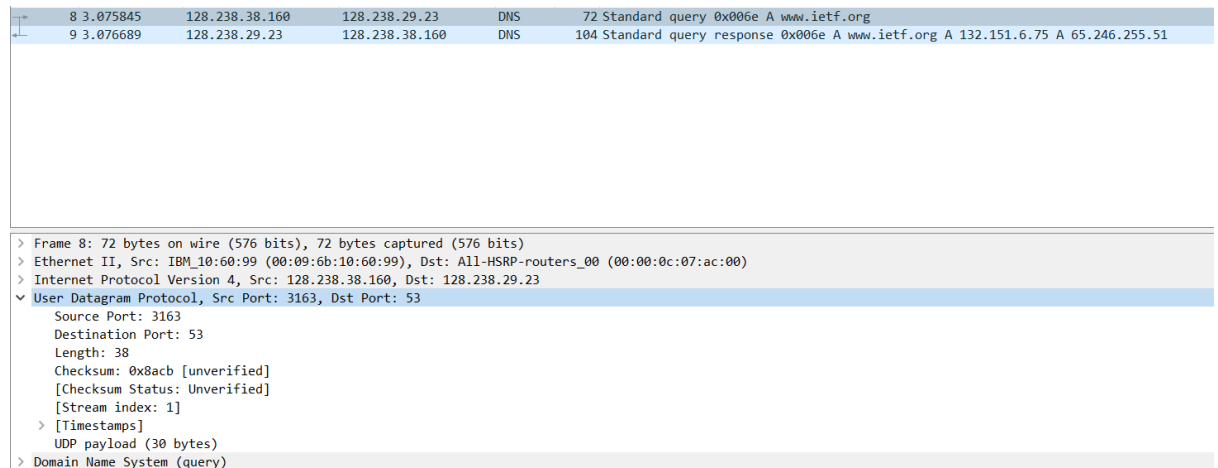 8 3.075845 128.238.38.160 128.238.29.23 DNS 72 Standard query 0x006e A www.ietf.org
9 3.076689 128.238.29.23 128.238.38.160 DNS 104 Standard query response 0x006e A www.ietf.org A 132.151.6.75 A 65.246.255.51
> Frame 8: 72 bytes on wire (576 bits), 72 bytes captured (576 bits)
> Ethernet II, Src: IBM_10:60:99 (00:09:6b:10:60:99), Dst: All-HSRP-routers_00 (00:00:0c:07:ac:00)
> Internet Protocol Version 4, Src: 128.238.38.160, Dst: 128.238.29.23
User Datagram Protocol, Src Port: 3163, Dst Port: 53
Source Port: 3163
Destination Port: 53
Length: 38
Checksum: 0x8acb [unverified]
[Checksum Status: Unverified]
[Stream index: 1]
> [Timestamps]
UDP payload (30 bytes)
> Domain Name System (query)